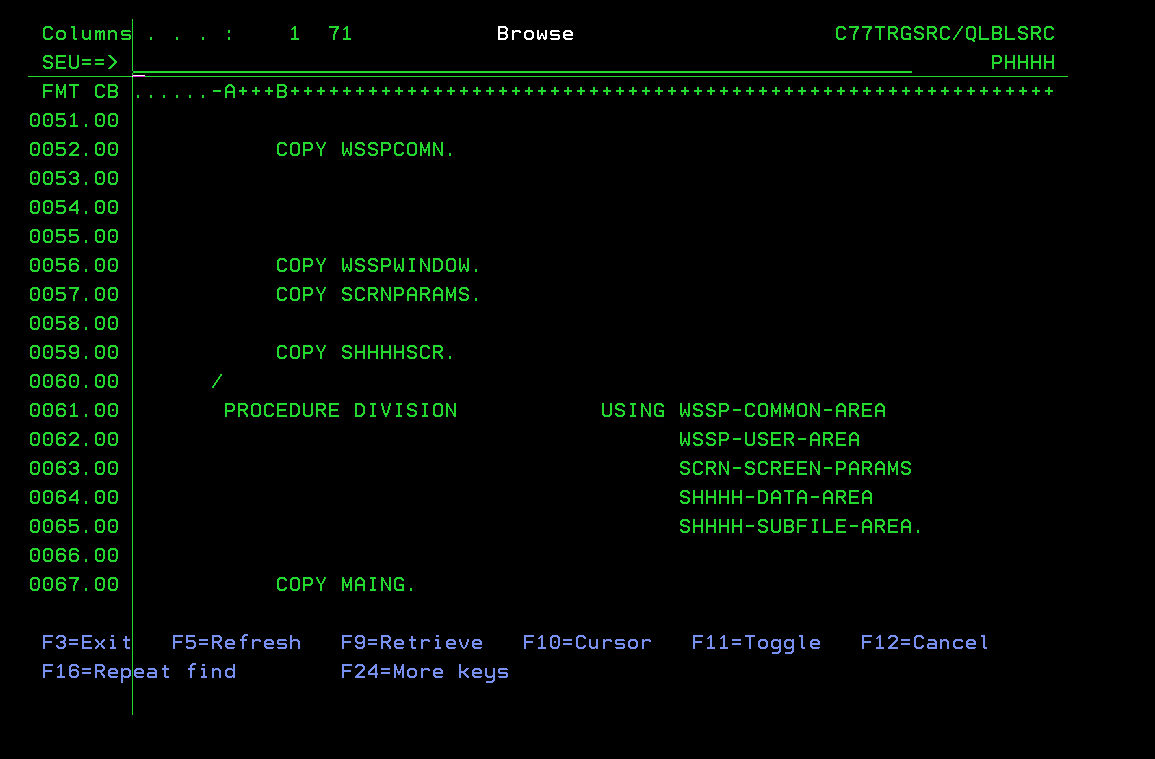 Columns . . . :    1  71           Browse                    C77TRGSRC/QLBLSRC
SEU==>                                                                   PHHHH
FMT CB ......-A+++B+++++++++++++++++++++++++++++++++++++++++++++++++++++++++++
0051.00
0052.00            COPY WSSPCOMN.
0053.00
0054.00
0055.00
0056.00            COPY WSSPWINDOW.
0057.00            COPY SCRNPARAMS.
0058.00
0059.00            COPY SHHHHSCR.
0060.00       /
0061.00        PROCEDURE DIVISION           USING WSSP-COMMON-AREA
0062.00                                           WSSP-USER-AREA
0063.00                                           SCRN-SCREEN-PARAMS
0064.00                                           SHHHH-DATA-AREA
0065.00                                           SHHHH-SUBFILE-AREA.
0066.00
0067.00            COPY MAING.
F3=Exit   F5=Refresh   F9=Retrieve   F10=Cursor   F11=Toggle   F12=Cancel
F16=Repeat find        F24=More keys